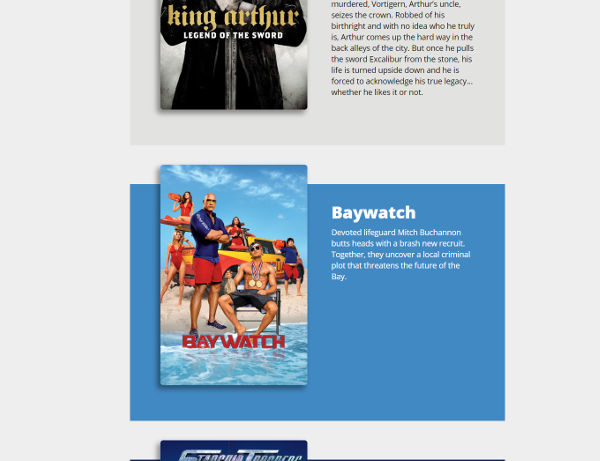 king arthur
LEGEND OF THE SWORD
murdered, Vortigern, Arthur's uncle,
seizes the crown. Robbed of his
birthright and with no idea who he truly
is, Arthur comes up the hard way in the
back alleys of the city. But once he pulls
the sword Excalibur from the stone, his
life is turned upside down and he is
forced to acknowledge his true legacy...
whether he likes it or not.
Baywatch
Devoted lifeguard Mitch Buchannon
butts heads with a brash new recruit.
Together, they uncover a local criminal
plot that threatens the future of the
Bay.
BAYWATCH
STARSHIP TROOPERS